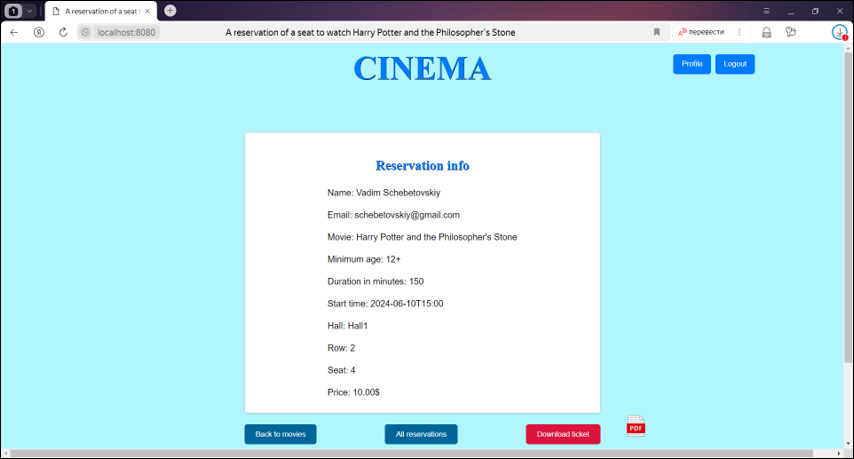 1
A reservation of a seat t
localhost:8080
A reservation of a seat to watch Harry Potter and the Philosopher's Stone
перевести
CINEMA
Profile
Logout
Reservation info
Name: Vadim Schebetovskiy
Email: schebetovskiy@gmail.com
Movie: Harry Potter and the Philosopher's Stone
Minimum age: 12+
Duration in minutes: 150
Start time: 2024-06-10T15:00
Hall: Hall1
Row: 2
Seat: 4
Price: 10.00$
Back to movies
All reservations
Download ticket
PDF